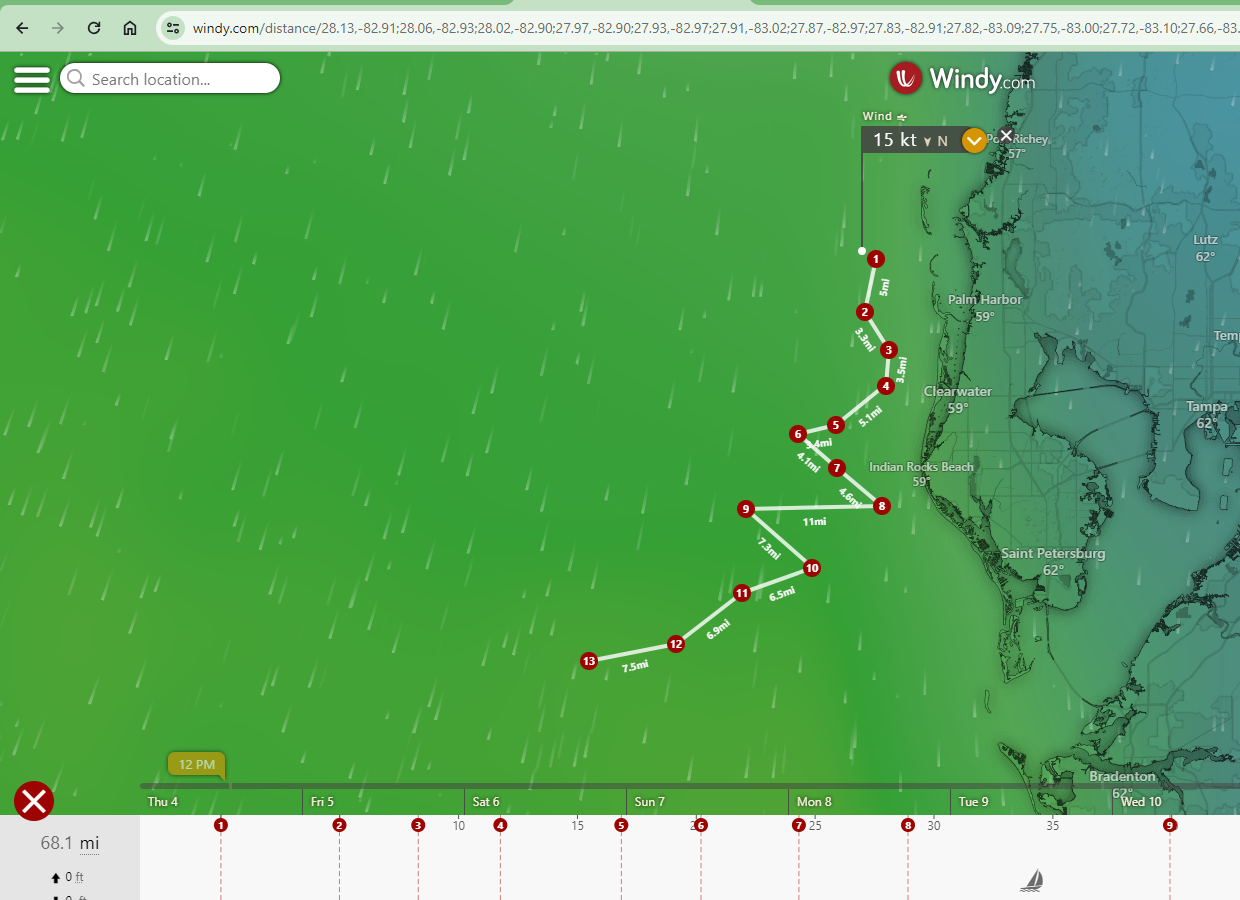 windy.com/distance/28.13,-82.91;28.06,-82.93;28.02,-82.90;27.97,-82.90;27.93,-82.97;27.91,-83.02;27.87,-82.97;27.83,-82.91;27.82,-83.09;27.75,-83.00;27.72,-83.10;27.66,-83.
Search location...
Windy.com
Wind
15 kt N
Richey
57°
Lutz
62°
1
5mi
2
3.3mi
3
3.5mi
4
5.1mi
5
6
4.1mi
7
4.6mi
8
11mi
9
7.3mi
10
6.5mi
11
6.9mi
12
7.5mi
13
Palm Harbor
59°
Clearwater
59°
Tampa
62°
Indian Rocks Beach
59°
Saint Petersburg
62°
Bradenton
62°
12 PM
Thu 4 Fri 5 Sat 6 Sun 7 Mon 8 Tue 9 Wed 10
1 2 3 10 4 15 5 6 7 25 8 30 35 9
68.1 mi
0 ft